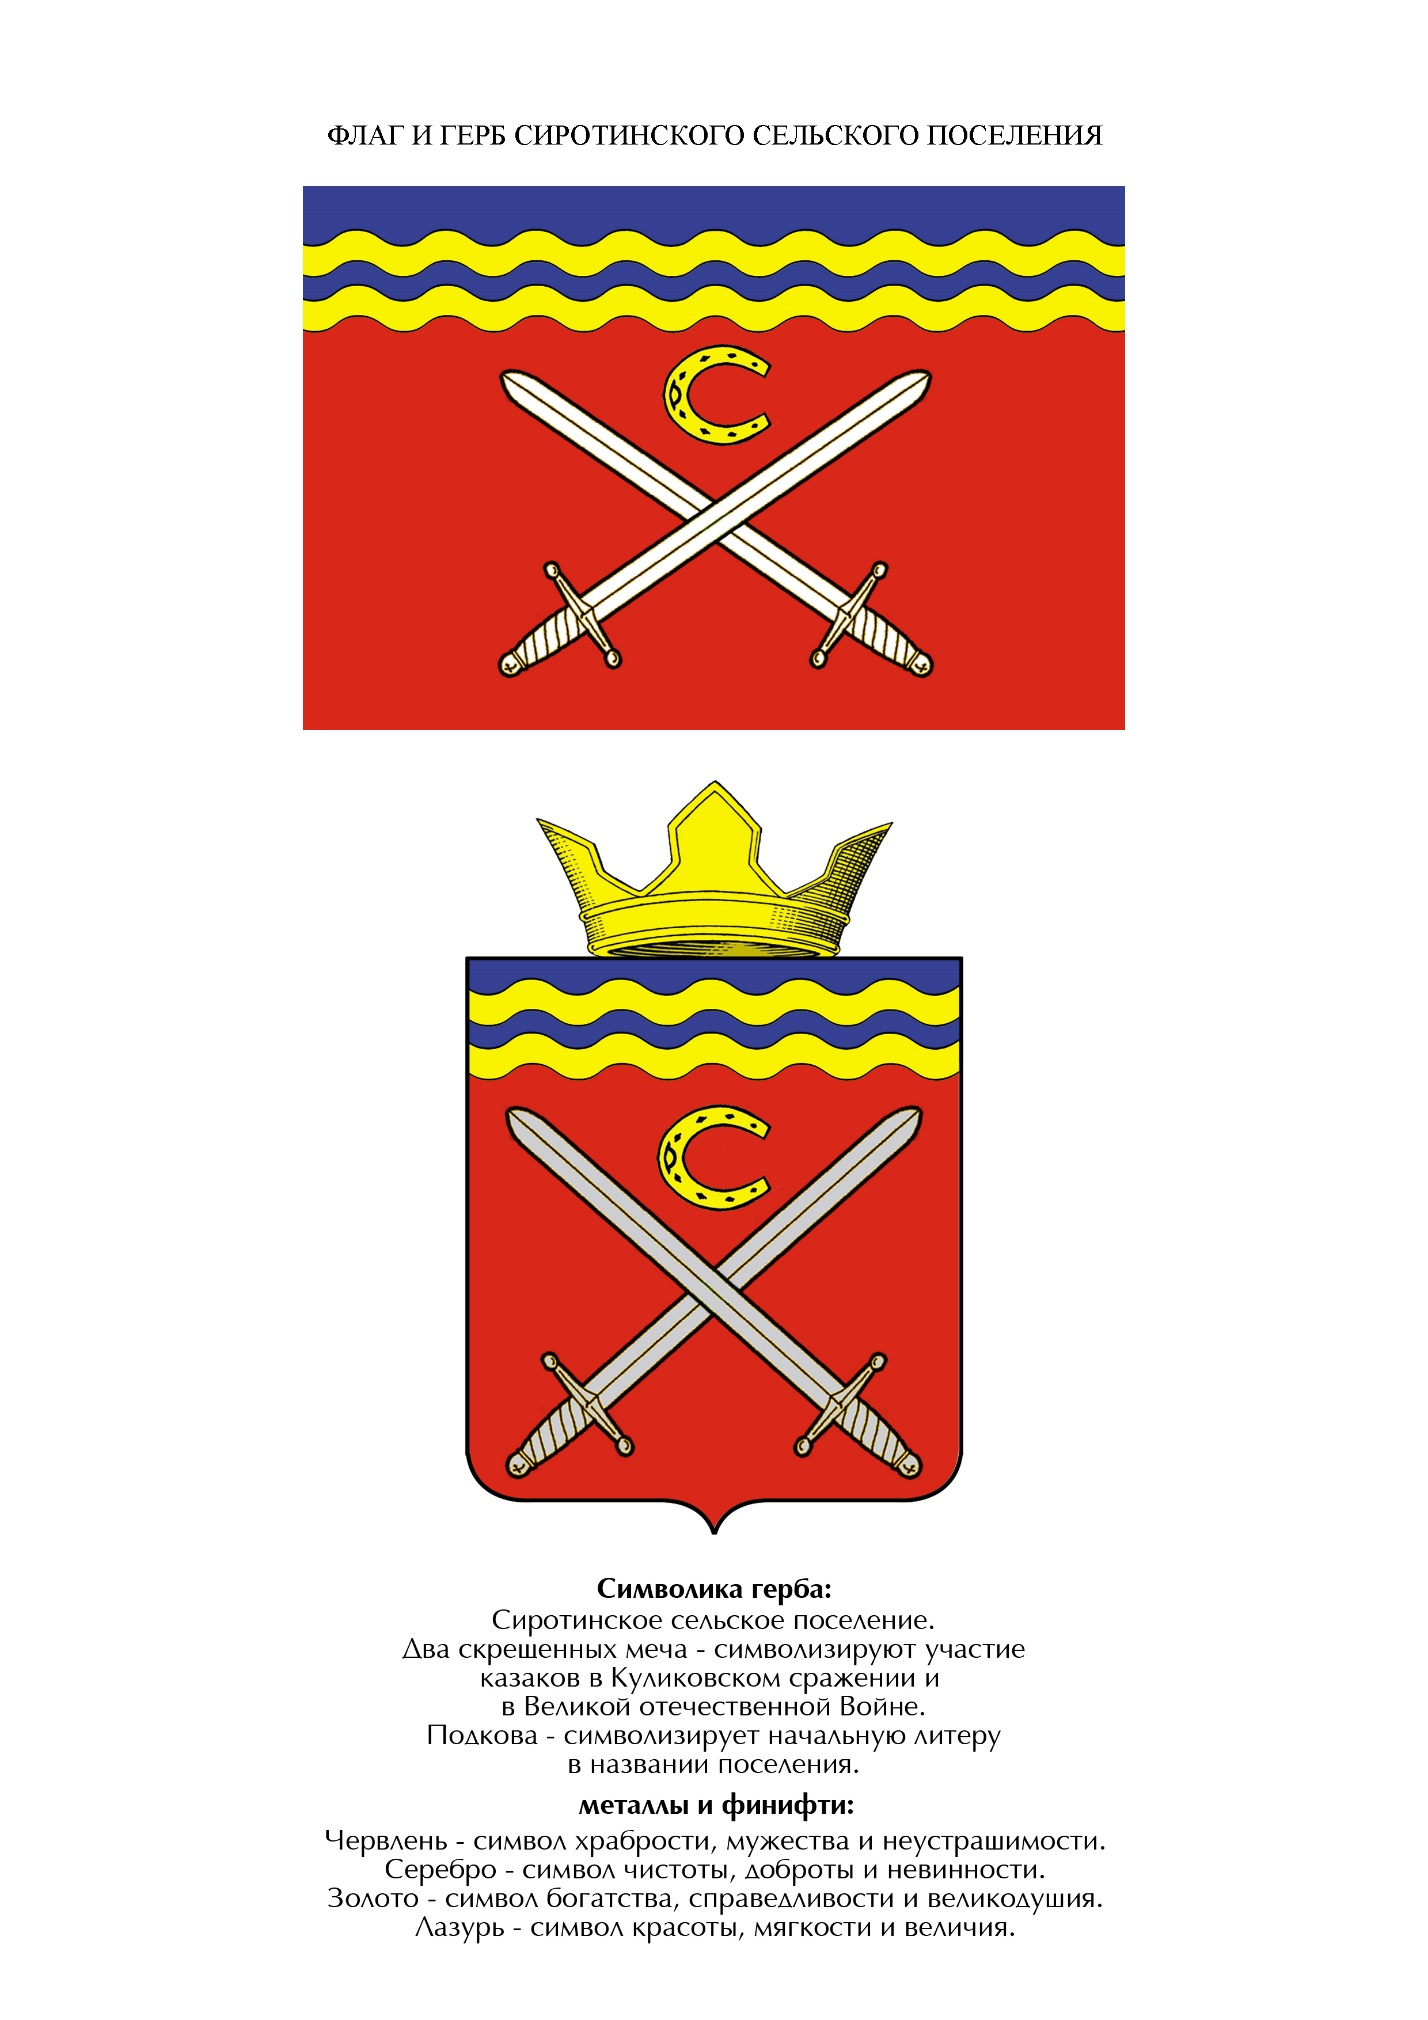 ФЛАГ И ГЕРБ СИРОТИНСКОГО СЕЛЬСКОГО ПОСЕЛЕНИЯ
Символика герба:
Сиротинское сельское поселение.
Два скрешенных меча - символизируют участие
казаков в Куликовском сражении и
в Великой отечественной Войне.
Подкова - символизирует начальную литеру
в названии поселения.
металлы и финифти:
Червлень - символ храбрости, мужества и неустрашимости.
Серебро - символ чистоты, доброты и невинности.
Золото - символ богатства, справедливости и великодушия.
Лазурь - символ красоты, мягкости и величия.